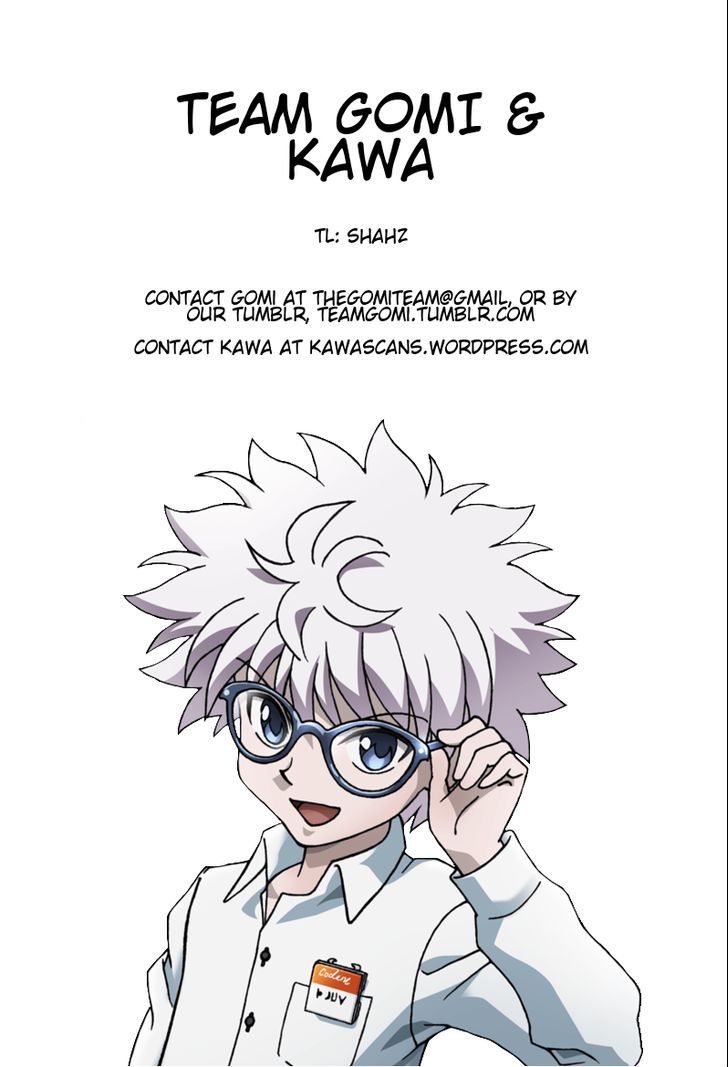 TEAM GOMI &
KAWA
TL: SHAHZ
CONTACT GOMI AT THEGOMITEAM@GMAIL, OR BY
OUR TUMBLR, TEAMGOMI.TUMBLR.COM
CONTACT KAWA AT KAWASCANS.WORDPRESS.COM